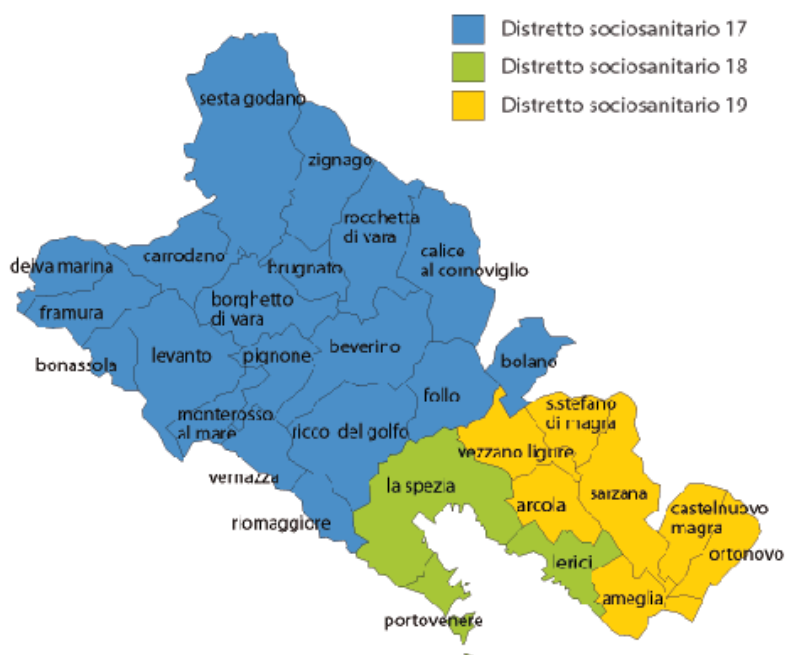 Distretto sociosanitario 17
Distretto sociosanitario 18
Distretto sociosanitario 19
sesta godano
zignago
rocchetta
di vara
carrodano
deiva marina
brugnato
calice
al cornoviglio
borghetto
di vara
framura
bonassola
levanto
pignone
beverino
bolano
follo
s.stefano
di magra
monterosso
al mare
ricco del golfo
vezzano ligure
vernazza
la spezia
arcola
sarzana
castelnuovo
magra
riomaggiore
ortonovo
lerici
ameglia
portovenere